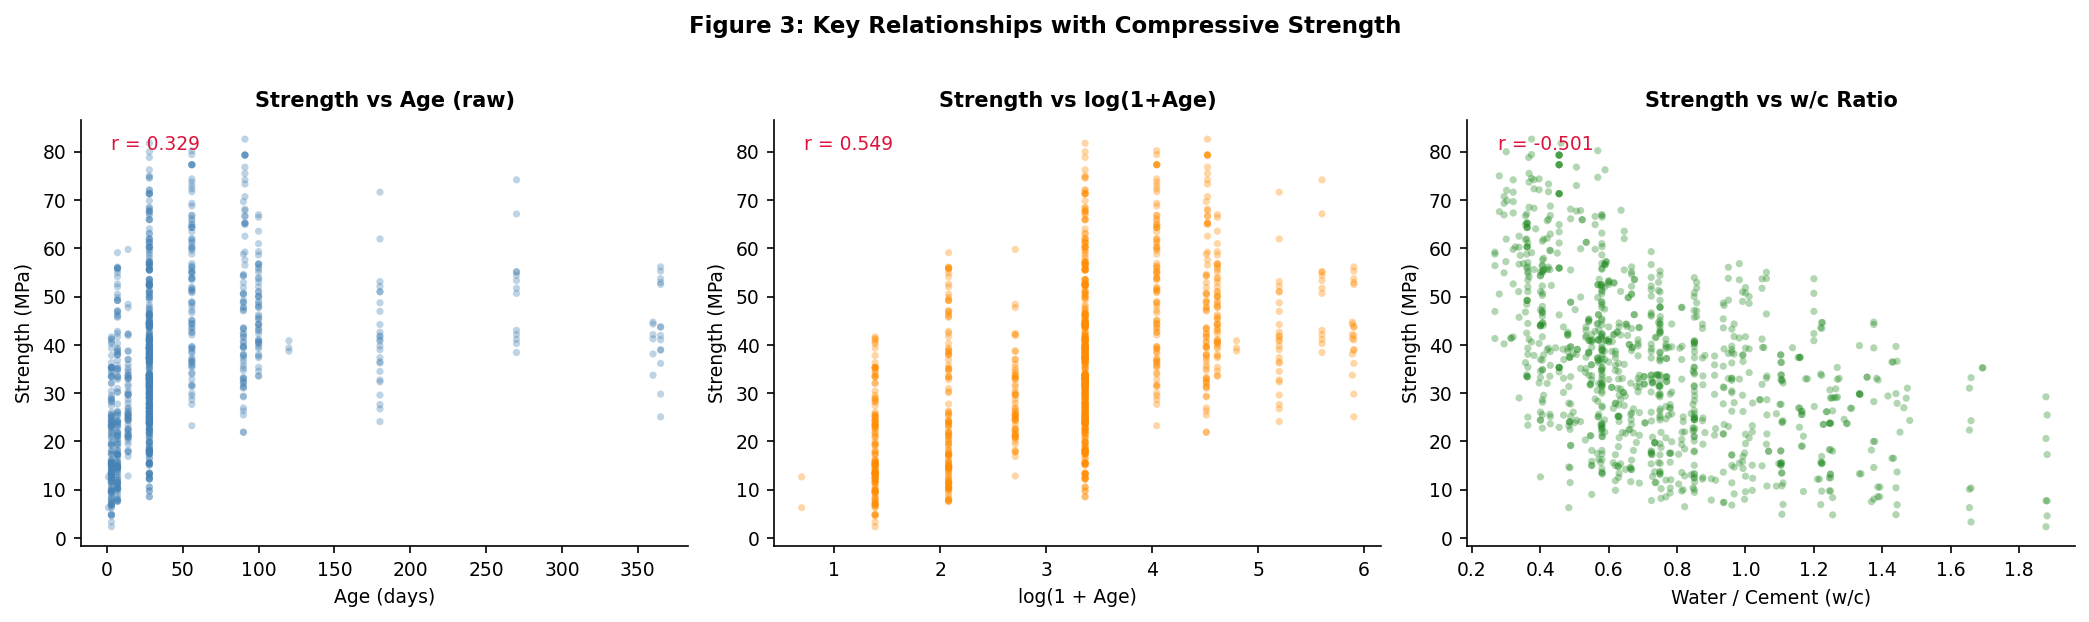 Figure 3: Key Relationships with Compressive Strength
Strength vs Age (raw)
r = 0.329
Strength (MPa)
80
70
60
50
40
30
20
10
0
0 50 100 150 200 250 300 350
Age (days)
Strength vs log(1+Age)
r = 0.549
Strength (MPa)
80
70
60
50
40
30
20
10
0
1 2 3 4 5 6
log(1 + Age)
Strength vs w/c Ratio
r = -0.501
Strength (MPa)
80
70
60
50
40
30
20
10
0
0.2 0.4 0.6 0.8 1.0 1.2 1.4 1.6 1.8
Water / Cement (w/c)